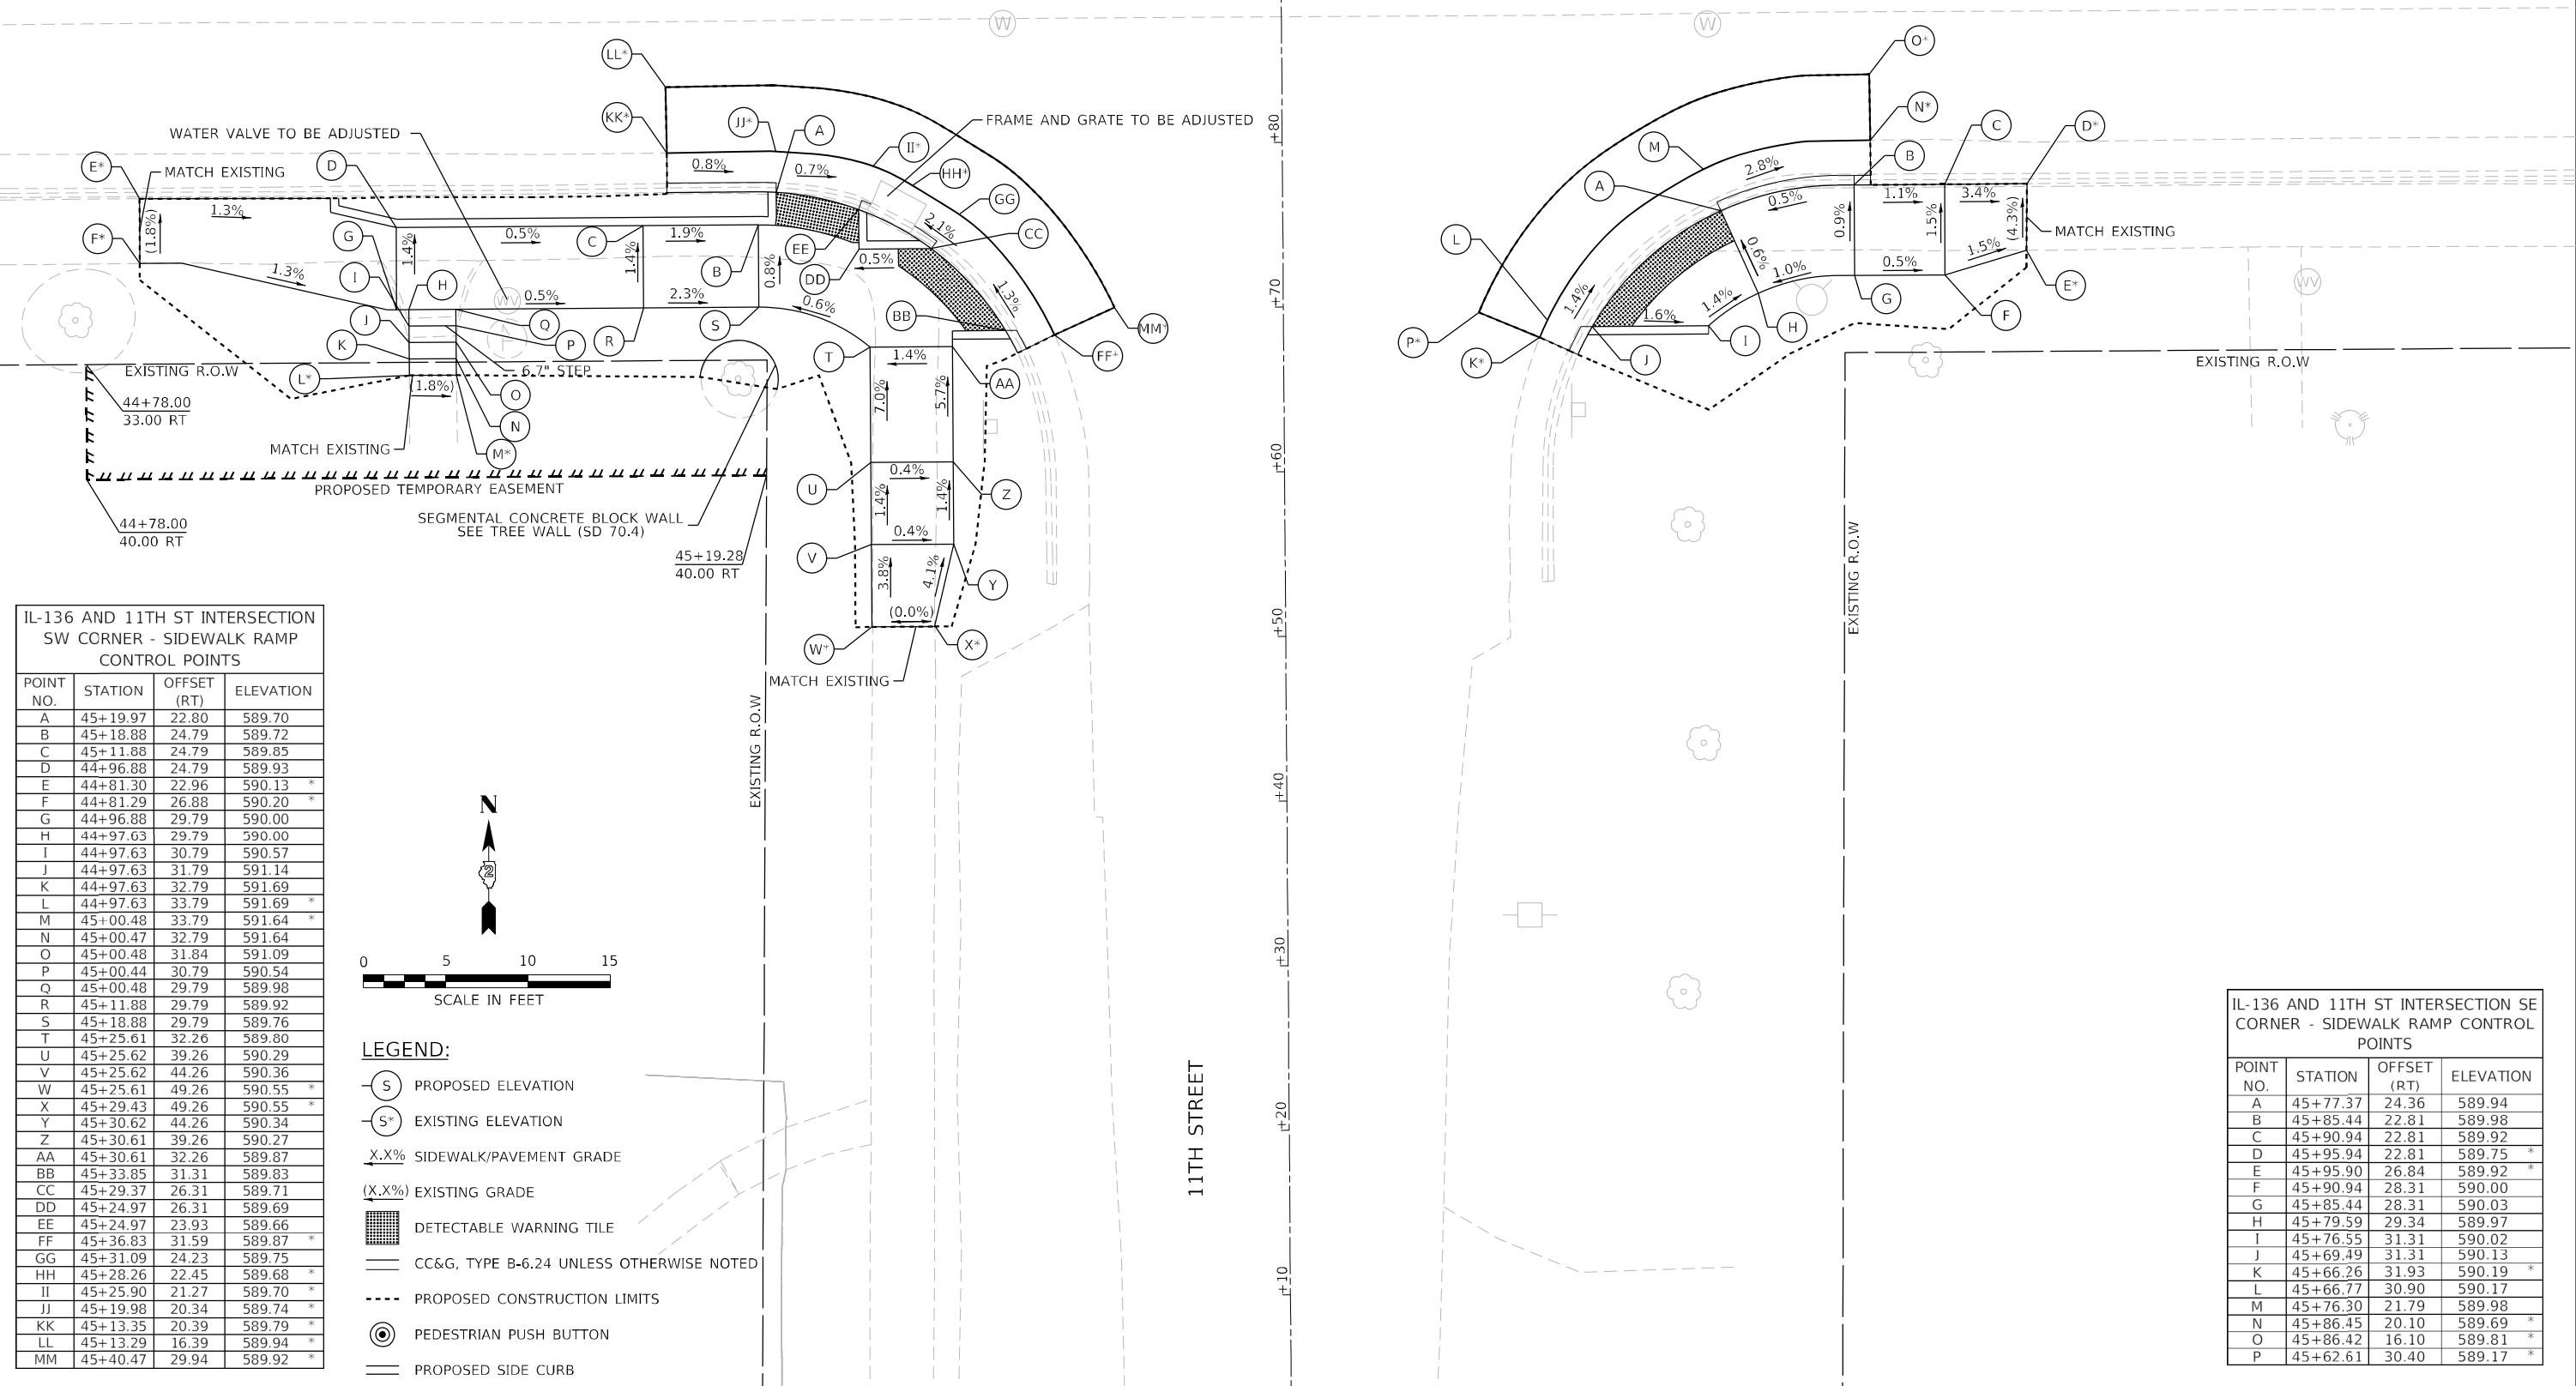 W
W
LL*
O*
KK*
JJ*
A
FRAME AND GRATE TO BE ADJUSTED
+80
N*
C
D*
WATER VALVE TO BE ADJUSTED
II*
M
B
E*
MATCH EXISTING
D
0.8%
0.7%
HH*
2.8%
A
GG
0.5%
1.1%
3.4%
1.3%
(1.8%)
2.1%
CC
0.9%
1.5%
(4.3%)
MATCH EXISTING
F*
G
1.4%
0.5%
C
1.4%
1.9%
EE
L
0.6%
1.5%
1.3%
I
H
B
0.8%
DD
0.5%
1.0%
0.5%
E*
WV
0.5%
2.3%
0.6%
1.3%
+70
1.4%
1.4%
G
WV
J
Q
S
BB
1.6%
H
F
K
P
R
T
1.4%
FF*
MM*
P*
K*
J
I
EXISTING R.O.W
L*
6.7" STEP
(1.8%)
O
AA
EXISTING R.O.W
44+78.00
33.00 RT
7.0%
5.7%
N
MATCH EXISTING
M*
+60
PROPOSED TEMPORARY EASEMENT
U
0.4%
Z
1.4%
1.4%
44+78.00
40.00 RT
SEGMENTAL CONCRETE BLOCK WALL
SEE TREE WALL (SD 70.4)
0.4%
45+19.28
40.00 RT
V
3.8%
4.1%
Y
EXISTING R.O.W
(0.0%)
+50
W*
X*
MATCH EXISTING
EXISTING R.O.W
IL-136 AND 11TH ST INTERSECTION
SW CORNER - SIDEWALK RAMP
CONTROL POINTS
POINT NO. STATION OFFSET (RT) ELEVATION
A 45+19.97 22.80 589.70
B 45+18.88 24.79 589.72
C 45+11.88 24.79 589.85
D 44+96.88 24.79 589.93
E 44+81.30 22.96 590.13 *
F 44+81.29 26.88 590.20 *
G 44+96.88 29.79 590.00
H 44+97.63 29.79 590.00
I 44+97.63 30.79 590.57
J 44+97.63 31.79 591.14
K 44+97.63 32.79 591.69
L 44+97.63 33.79 591.69 *
M 45+00.48 33.79 591.64 *
N 45+00.47 32.79 591.64
O 45+00.48 31.84 591.09
P 45+00.44 30.79 590.54
Q 45+00.48 29.79 589.98
R 45+11.88 29.79 589.92
S 45+18.88 29.79 589.76
T 45+25.61 32.26 589.80
U 45+25.62 39.26 590.29
V 45+25.62 44.26 590.36
W 45+25.61 49.26 590.55 *
X 45+29.43 49.26 590.55 *
Y 45+30.62 44.26 590.34
Z 45+30.61 39.26 590.27
AA 45+30.61 32.26 589.87
BB 45+33.85 31.31 589.83
CC 45+29.37 26.31 589.71
DD 45+24.97 26.31 589.69
EE 45+24.97 23.93 589.66
FF 45+36.83 31.59 589.87 *
GG 45+31.09 24.23 589.75
HH 45+28.26 22.45 589.68 *
II 45+25.90 21.27 589.70 *
JJ 45+19.98 20.34 589.74 *
KK 45+13.35 20.39 589.79 *
LL 45+13.29 16.39 589.94 *
MM 45+40.47 29.94 589.92 *
N
2
0 5 10 15
SCALE IN FEET
LEGEND:
S PROPOSED ELEVATION
S* EXISTING ELEVATION
X.X% SIDEWALK/PAVEMENT GRADE
(X.X%) EXISTING GRADE
DETECTABLE WARNING TILE
CC&G, TYPE B-6.24 UNLESS OTHERWISE NOTED
PROPOSED CONSTRUCTION LIMITS
PEDESTRIAN PUSH BUTTON
PROPOSED SIDE CURB
+40
+30
+20
+10
11TH STREET
IL-136 AND 11TH ST INTERSECTION SE
CORNER - SIDEWALK RAMP CONTROL
POINTS
POINT NO. STATION OFFSET (RT) ELEVATION
A 45+77.37 24.36 589.94
B 45+85.44 22.81 589.98
C 45+90.94 22.81 589.92
D 45+95.94 22.81 589.75 *
E 45+95.90 26.84 589.92 *
F 45+90.94 28.31 590.00
G 45+85.44 28.31 590.03
H 45+79.59 29.34 589.97
I 45+76.55 31.31 590.02
J 45+69.49 31.31 590.13
K 45+66.26 31.93 590.19 *
L 45+66.77 30.90 590.17
M 45+76.30 21.79 589.98
N 45+86.45 20.10 589.69 *
O 45+86.42 16.10 589.81 *
P 45+62.61 30.40 589.17 *